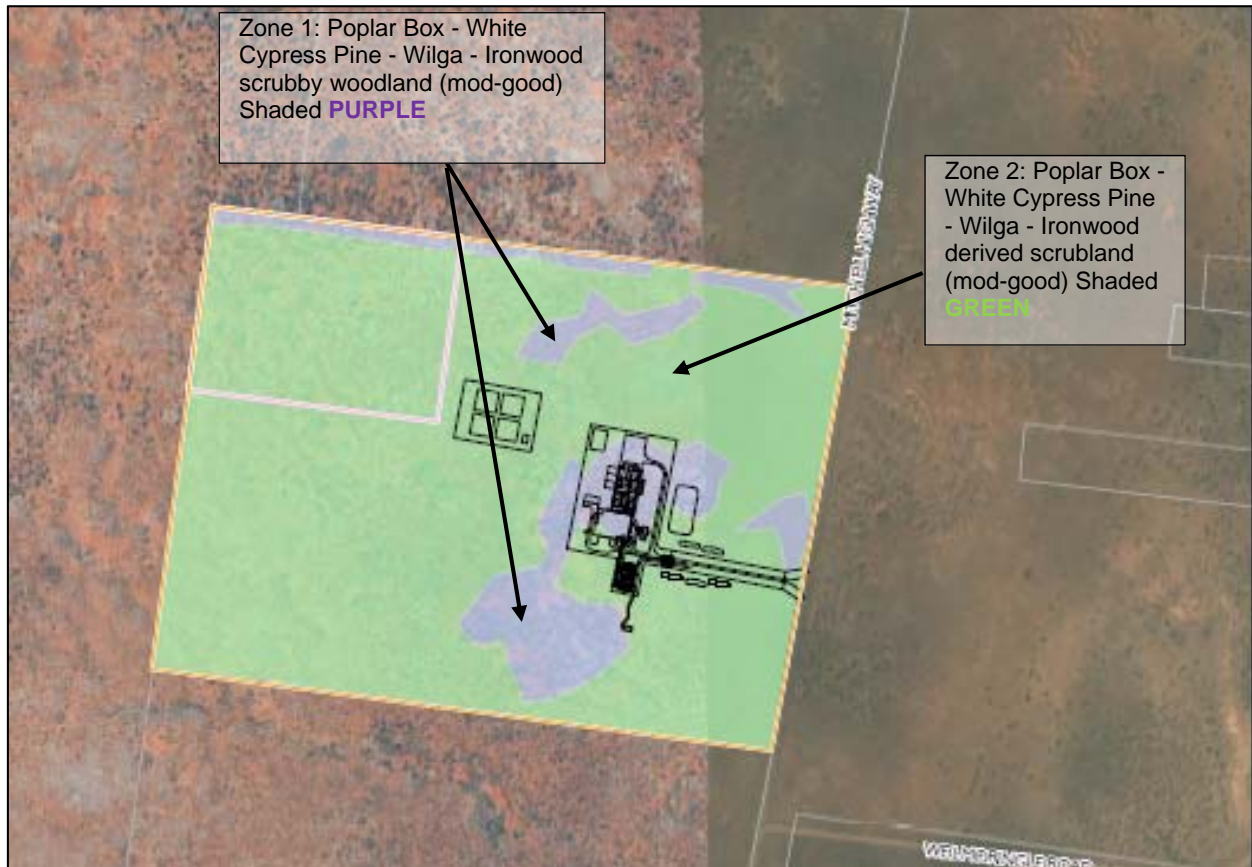 Zone 1: Poplar Box - White
Cypress Pine - Wilga - Ironwood
scrubby woodland (mod-good)
Shaded PURPLE
Zone 2: Poplar Box -
White Cypress Pine
- Wilga - Ironwood
derived scrubland
(mod-good) Shaded
GREEN